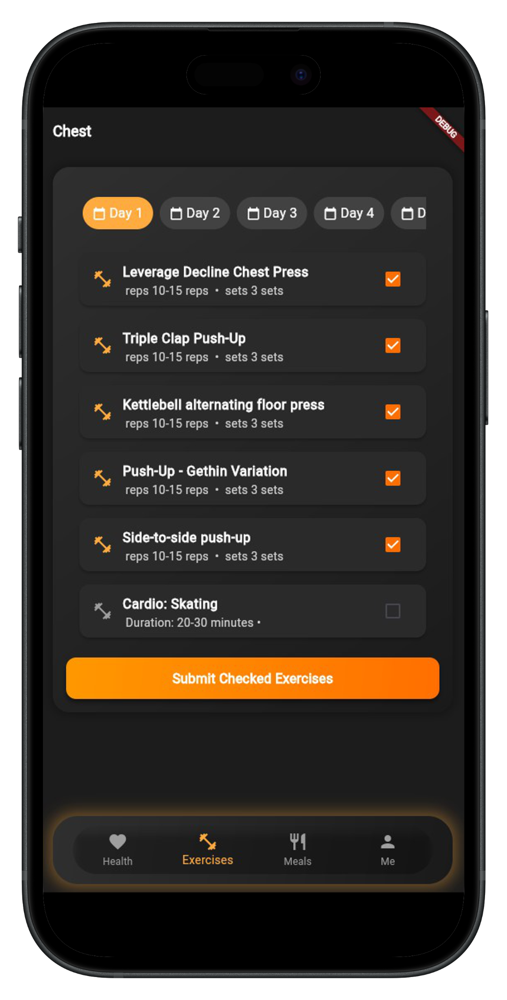 Chest
DEBUG
Day 1 Day 2 Day 3 Day 4 D
Leverage Decline Chest Press
reps 10-15 reps • sets 3 sets
Triple Clap Push-Up
reps 10-15 reps • sets 3 sets
Kettlebell alternating floor press
reps 10-15 reps • sets 3 sets
Push-Up - Gethin Variation
reps 10-15 reps • sets 3 sets
Side-to-side push-up
reps 10-15 reps • sets 3 sets
Cardio: Skating
Duration: 20-30 minutes •
Submit Checked Exercises
Health Exercises Meals Me